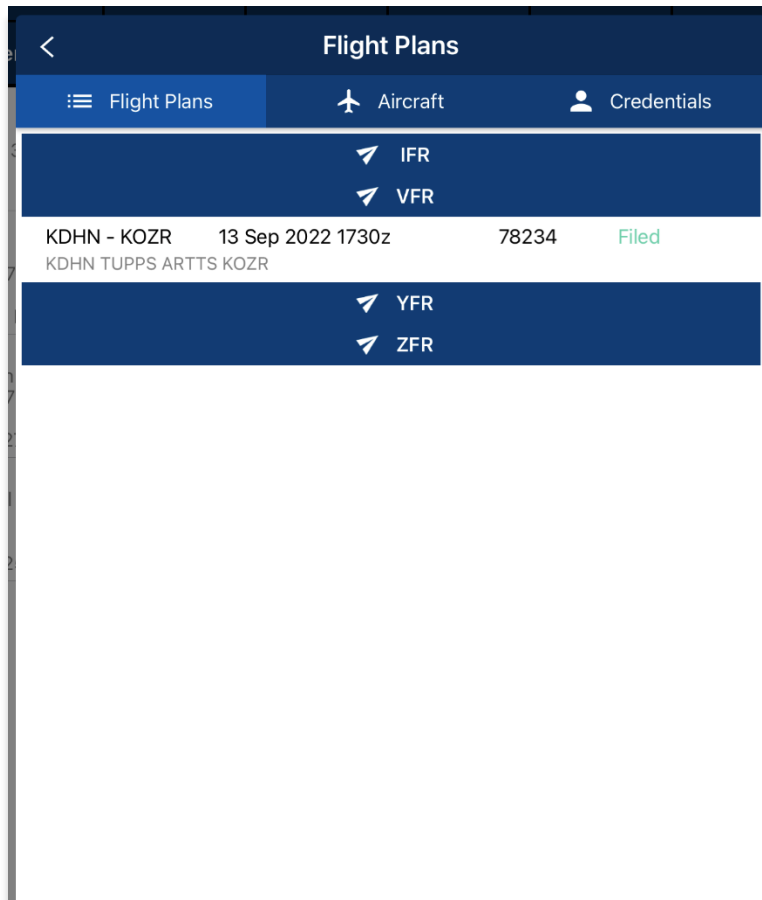 Flight Plans
Flight Plans Aircraft Credentials
IFR
VFR
KDHN - KOZR 13 Sep 2022 1730z 78234 Filed
KDHN TUPPS ARTTS KOZR
YFR
ZFR